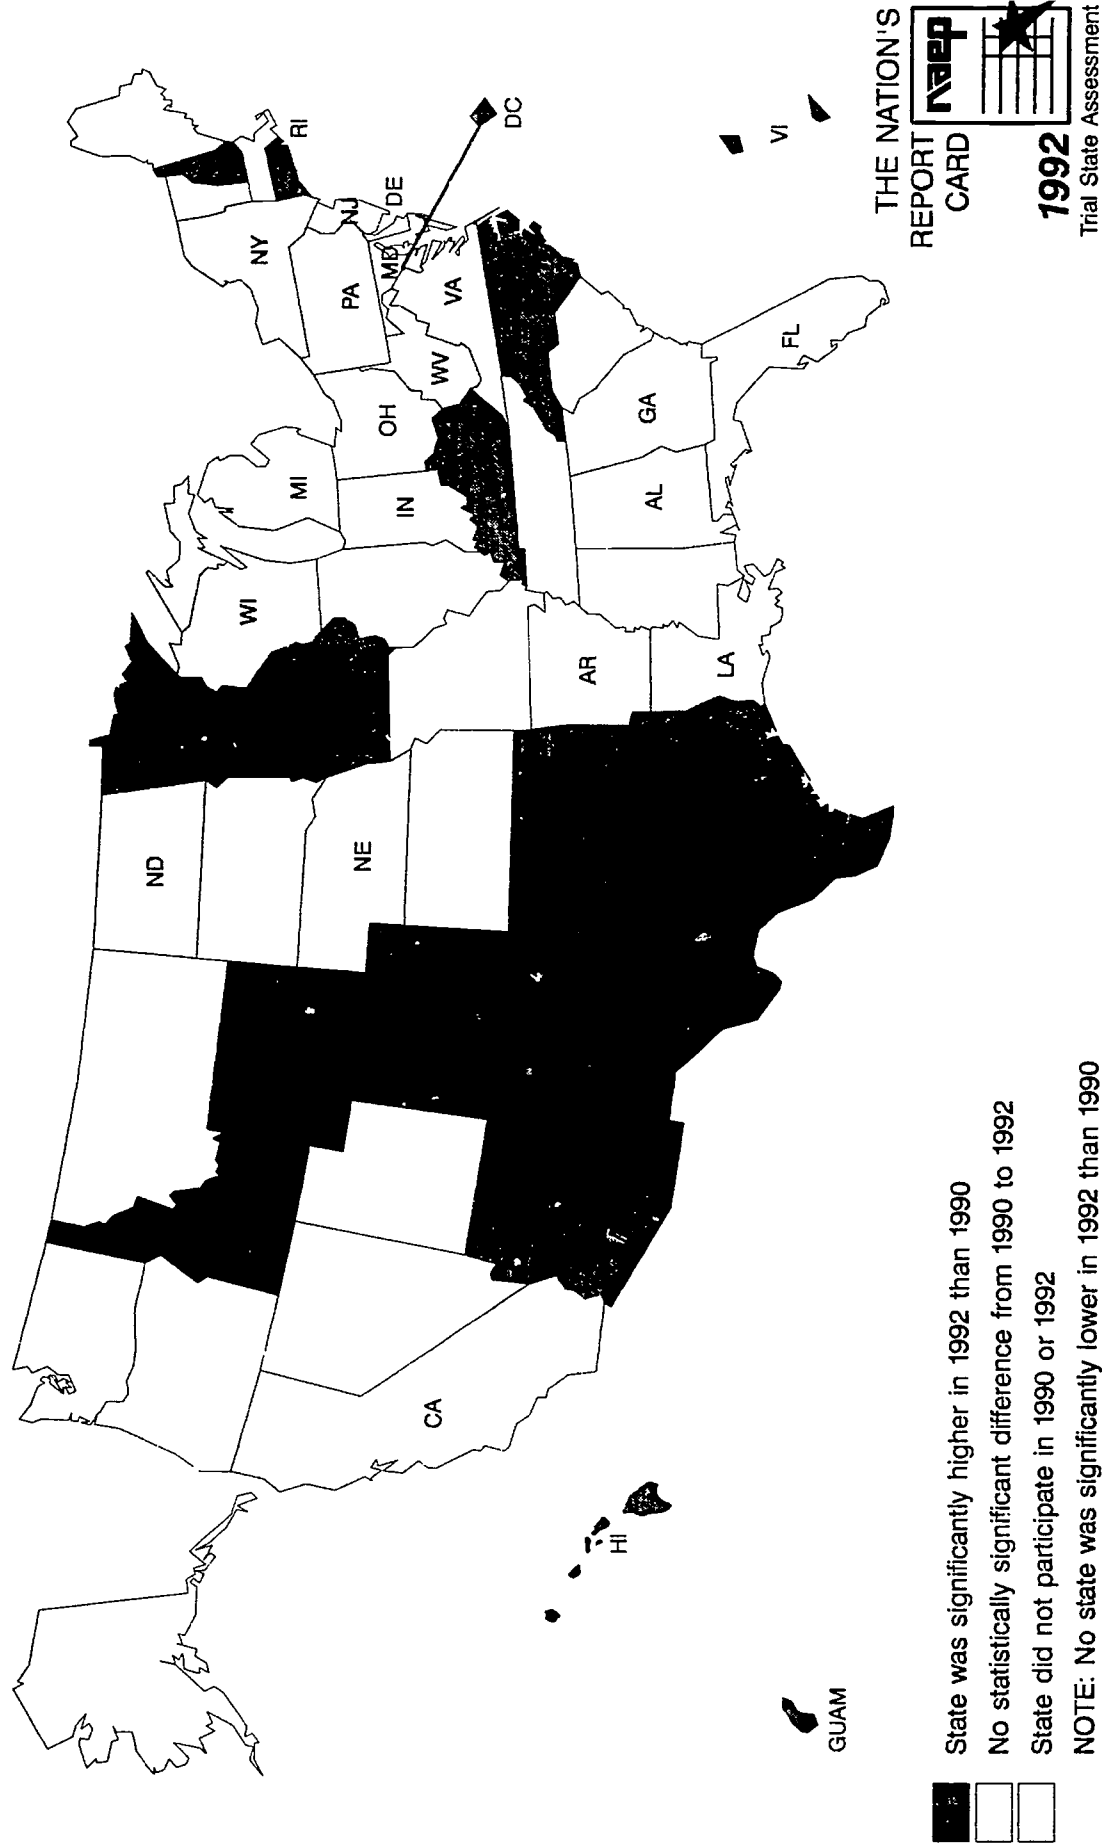 THE NATION'S
REPORT
CARD
naep
1992
Trial State Assessment
ND
WI
MI
NY
RI
NE
IN
OH
PA
NJ
WV
MD
DE
VA
DC
CA
AR
LA
AL
GA
FL
VI
HI
GUAM
State was significantly higher in 1992 than 1990
No statistically significant difference from 1990 to 1992
State did not participate in 1990 or 1992
NOTE: No state was significantly lower in 1992 than 1990